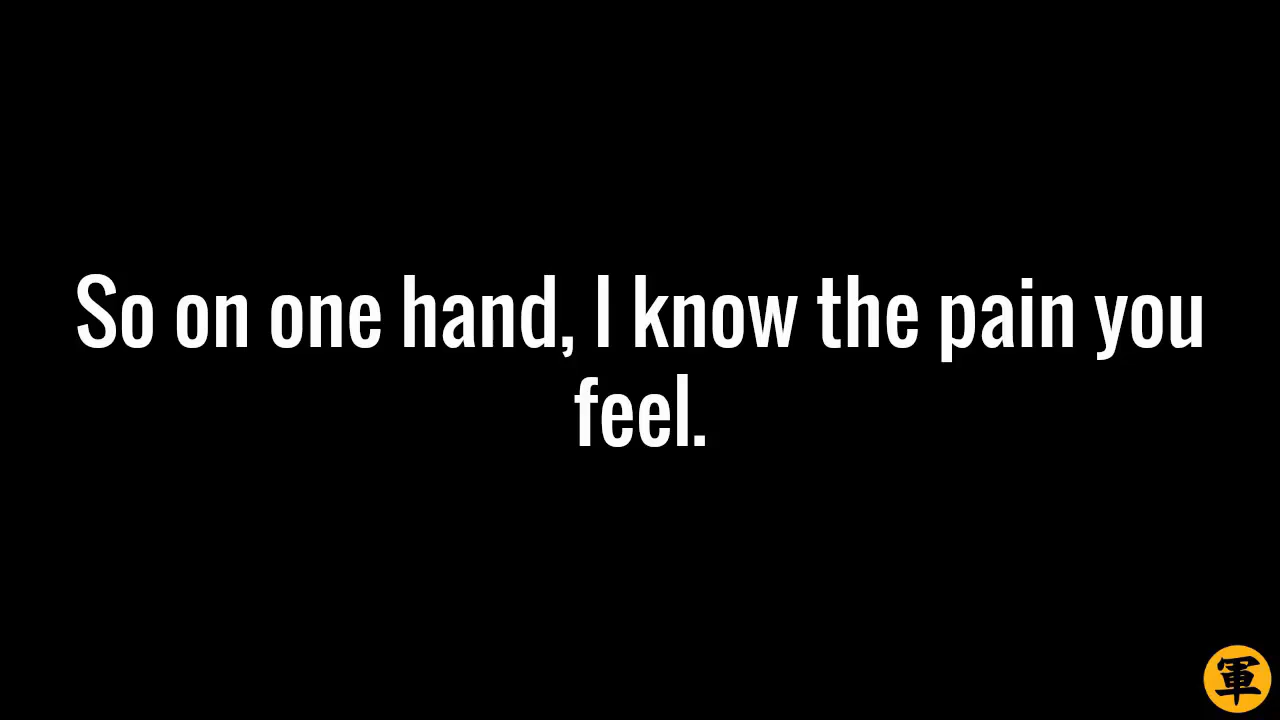 So on one hand, I know the pain you
feel.
軍